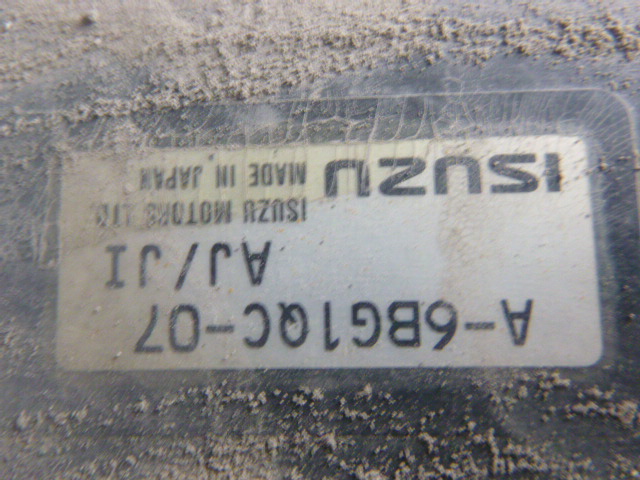 A-6BG1QC-07
AJ/JI
ISUZU MOTORS LTD.
ISUZU MADE IN JAPAN